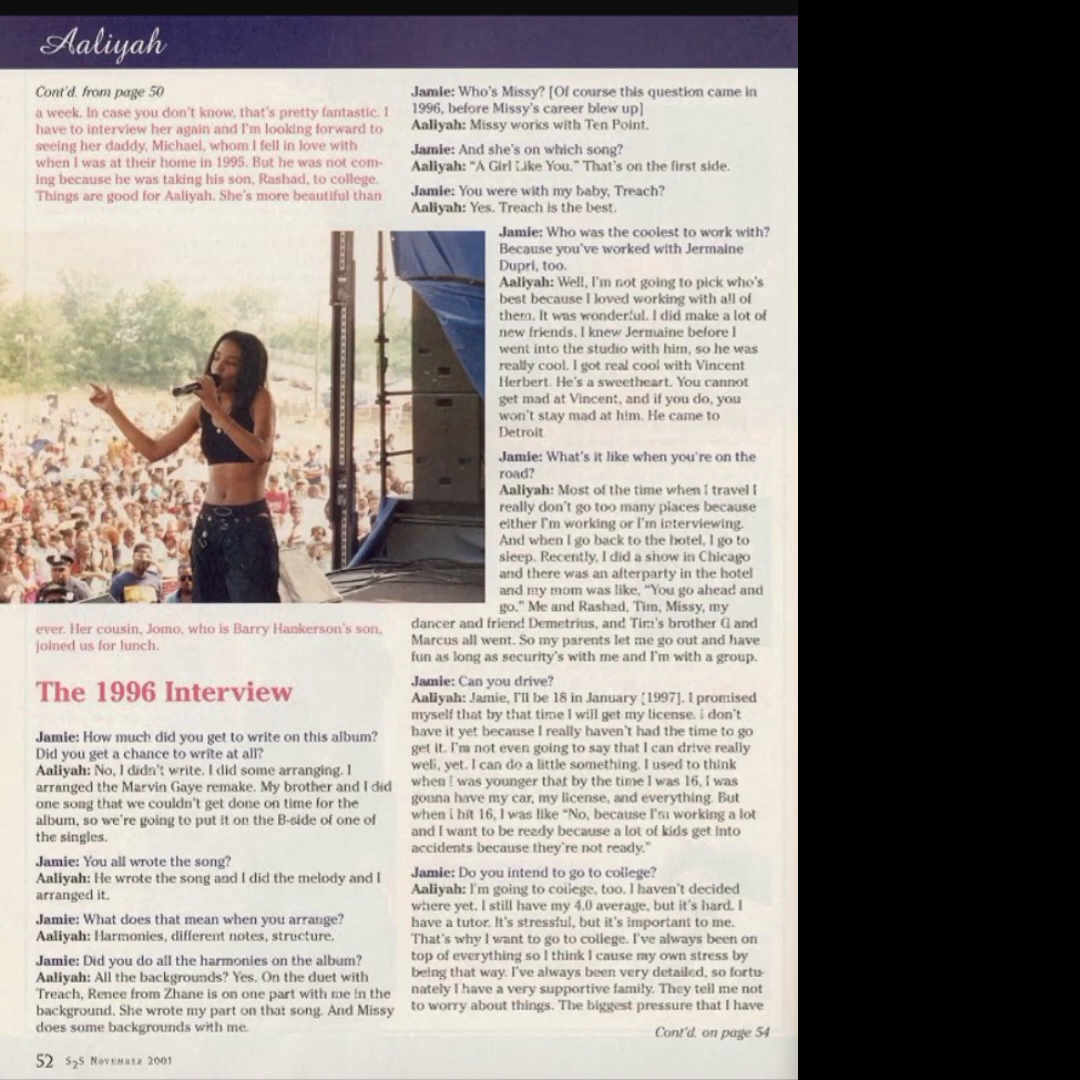 Aaliyah
Cont'd. from page 50
a week. In case you don't know, that's pretty fantastic. I
have to interview her again and I'm looking forward to
seeing her daddy, Michael, whom I fell in love with
when I was at their home in 1995. But he was not com-
ing because he was taking his son, Rashad, to college.
Things are good for Aaliyah. She's more beautiful than
ever. Her cousin, Jomo, who is Barry Hankerson's son,
joined us for lunch.
The 1996 Interview
Jamie: How much did you get to write on this album?
Did you get a chance to write at all?
Aaliyah: No, I didn't write. I did some arranging. I
arranged the Marvin Gaye remake. My brother and I did
one song that we couldn't get done on time for the
album, so we're going to put it on the B-side of one of
the singles.
Jamie: You all wrote the song?
Aaliyah: He wrote the song and I did the melody and I
arranged it.
Jamie: What does that mean when you arrange?
Aaliyah: Harmonies, different notes, structure.
Jamie: Did you do all the harmonies on the album?
Aaliyah: All the backgrounds? Yes. On the duet with
Treach, Renee from Zhane is on one part with me in the
background. She wrote my part on that song. And Missy
does some backgrounds with me.
Jamie: Who's Missy? [Of course this question came in
1996, before Missy's career blew up]
Aaliyah: Missy works with Ten Point.
Jamie: And she's on which song?
Aaliyah: "A Girl Like You." That's on the first side.
Jamie: You were with my baby, Treach?
Aaliyah: Yes. Treach is the best.
Jamie: Who was the coolest to work with?
Because you've worked with Jermaine
Dupri, too.
Aaliyah: Well, I'm not going to pick who's
best because I loved working with all of
them. It was wonderful. I did make a lot of
new friends. I knew Jermaine before I
went into the studio with him, so he was
really cool. I got real cool with Vincent
Herbert. He's a sweetheart. You cannot
get mad at Vincent, and if you do, you
won't stay mad at him. He came to
Detroit.
Jamie: What's it like when you're on the
road?
Aaliyah: Most of the time when I travel I
really don't go too many places because
either I'm working or I'm interviewing.
And when I go back to the hotel, I go to
sleep. Recently, I did a show in Chicago
and there was an afterparty in the hotel
and my mom was like, "You go ahead and
go." Me and Rashad, Tim, Missy, my
dancer and friend Demetrius, and Tim's brother G and
Marcus all went. So my parents let me go out and have
fun as long as security's with me and I'm with a group.
Jamie: Can you drive?
Aaliyah: Jamie, I'll be 18 in January [1997]. I promised
myself that by that time I will get my license. I don't
have it yet because I really haven't had the time to go
get it. I'm not even going to say that I can drive really
well, yet. I can do a little something. I used to think
when I was younger that by the time I was 16, I was
gonna have my car, my license, and everything. But
when I hit 16, I was like "No, because I'm working a lot
and I want to be ready because a lot of kids get into
accidents because they're not ready."
Jamie: Do you intend to go to college?
Aaliyah: I'm going to college, too. I haven't decided
where yet. I still have my 4.0 average, but it's hard. I
have a tutor. It's stressful, but it's important to me.
That's why I want to go to college. I've always been on
top of everything so I think I cause my own stress by
being that way. I've always been very detailed, so fortu-
nately I have a very supportive family. They tell me not
to worry about things. The biggest pressure that I have
Cont'd. on page 54
52 S2S November 2001